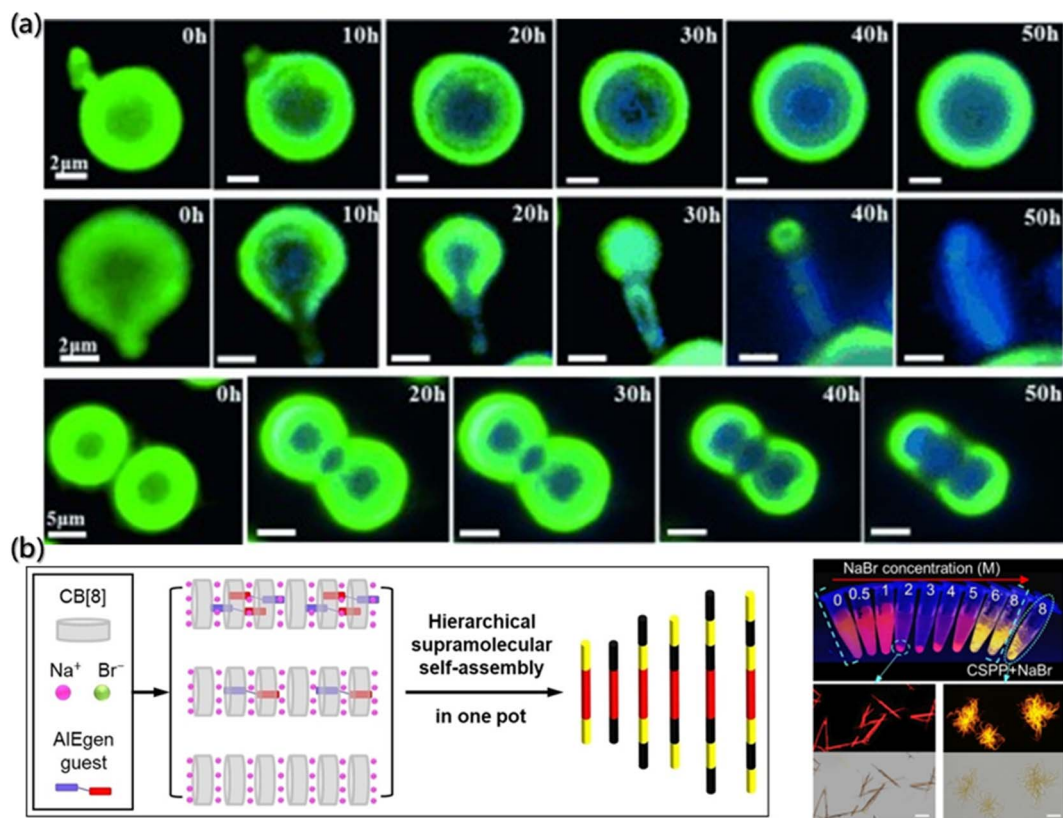 (a)
0h
10h
20h
30h
40h
50h
2μm
0h
10h
20h
30h
40h
50h
2μm
0h
20h
30h
40h
50h
5μm
(b)
CB[8]
Na⁺ Br⁻
AIEgen
guest
Hierarchical
supramolecular
self-assembly
in one pot
NaBr concentration (M)
0 0.5 1 2 3 4 5 6 8 8
CSPP+NaBr